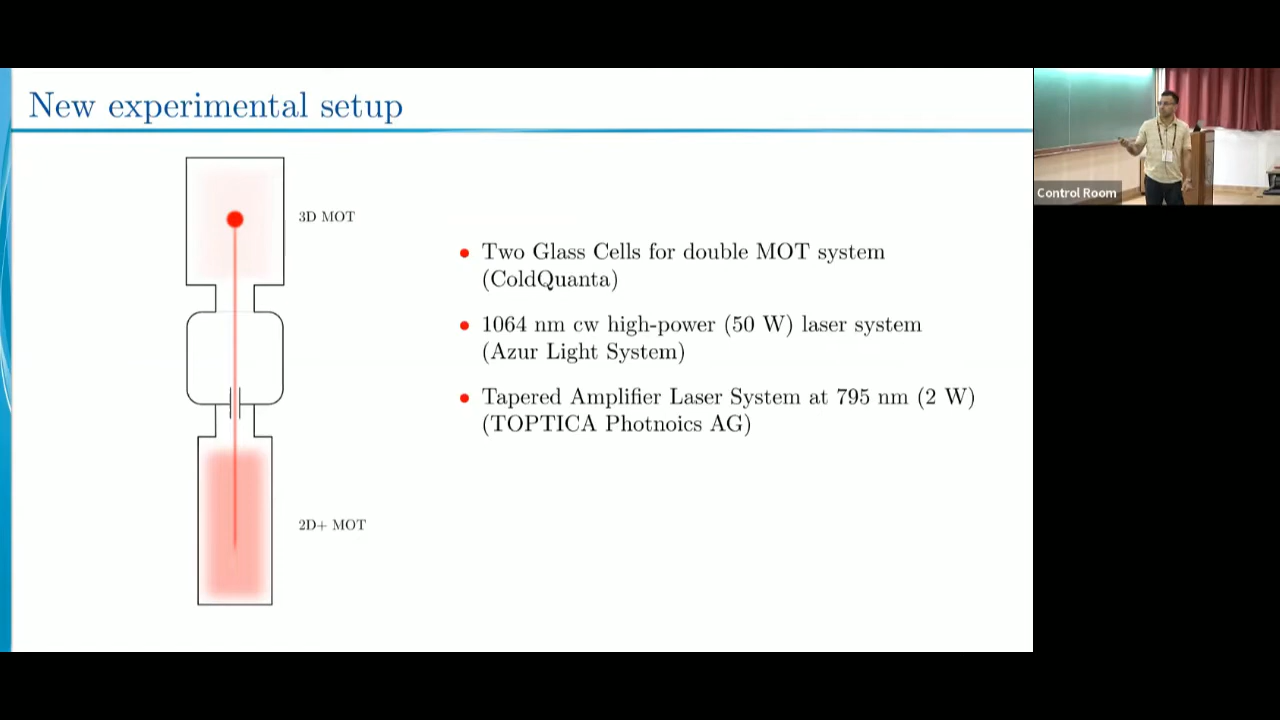 New experimental setup
3D MOT
2D+ MOT
• Two Glass Cells for double MOT system
(ColdQuanta)
• 1064 nm cw high-power (50 W) laser system
(Azur Light System)
• Tapered Amplifier Laser System at 795 nm (2 W)
(TOPTICA Photnoics AG)
Control Room